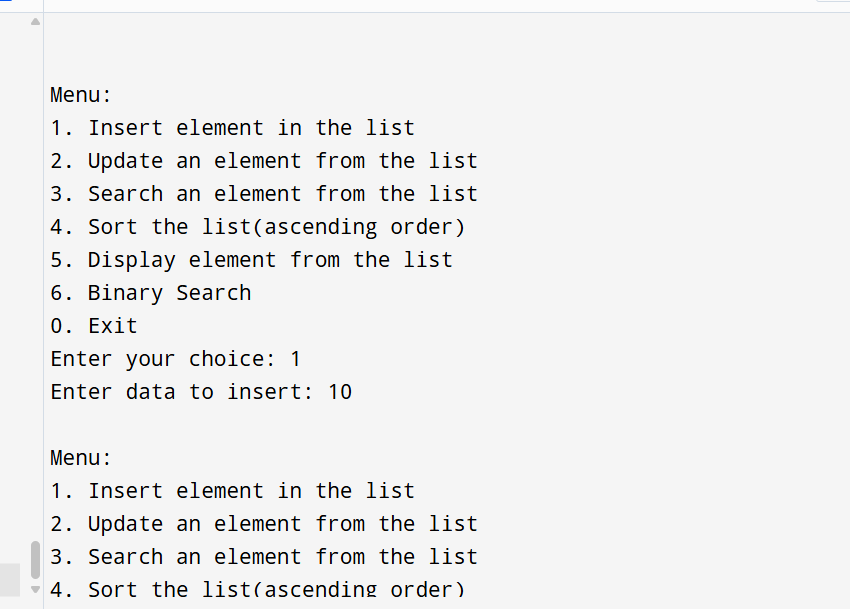 Menu:
1. Insert element in the list
2. Update an element from the list
3. Search an element from the list
4. Sort the list(ascending order)
5. Display element from the list
6. Binary Search
0. Exit
Enter your choice: 1
Enter data to insert: 10
Menu:
1. Insert element in the list
2. Update an element from the list
3. Search an element from the list
4. Sort the list(ascending order)